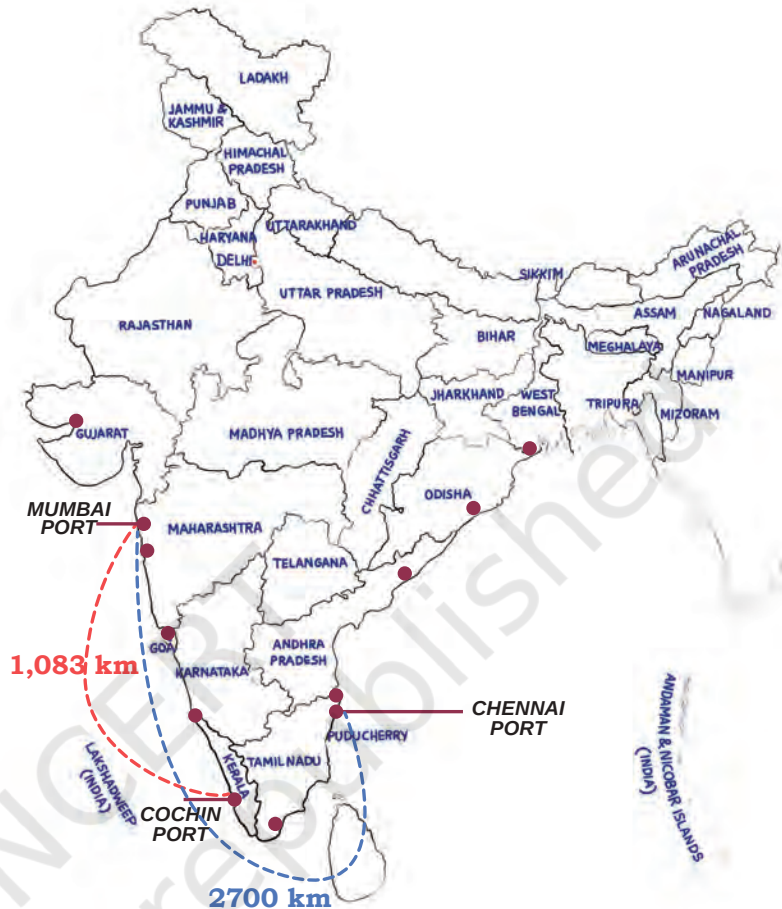 LADAKH
JAMMU &
KASHMIR
HIMACHAL
PRADESH
PUNJAB
UTTARAKHAND
HARYANA
DELHI
ARUNACHAL
PRADESH
SIKKIM
UTTAR PRADESH
ASSAM
NAGALAND
RAJASTHAN
BIHAR
MEGHALAYA
MANIPUR
JHARKHAND
WEST
BENGAL
TRIPURA
MIZORAM
GUJARAT
MADHYA PRADESH
CHHATTISGARH
ODISHA
MUMBAI
PORT
MAHARASHTRA
TELANGANA
GOA
ANDHRA
PRADESH
1,083 km
KARNATAKA
CHENNAI
PORT
PUDUCHERRY
TAMIL NADU
KERALA
LAKSHADWEEP
(INDIA)
ANDAMAN & NICOBAR ISLANDS
(INDIA)
COCHIN
PORT
2700 km
NCERT
republished